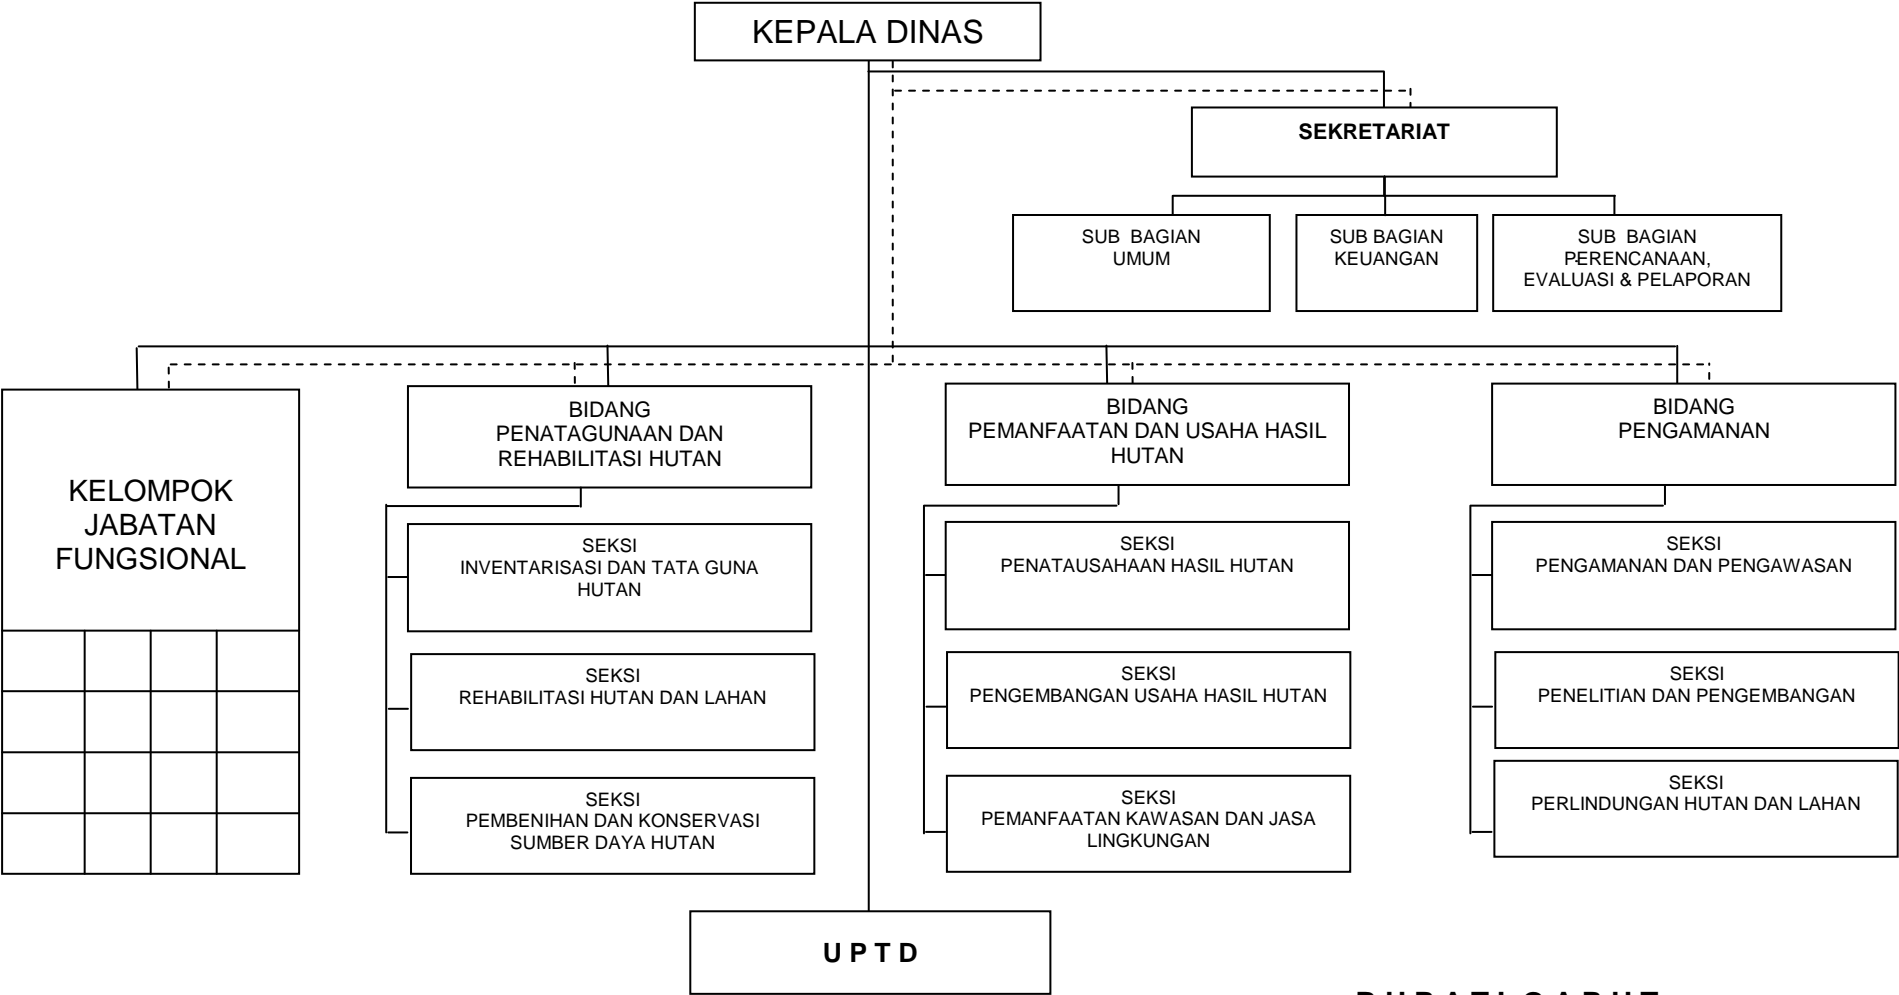 KEPALA DINAS
SEKRETARIAT
SUB BAGIAN
UMUM
SUB BAGIAN
KEUANGAN
SUB BAGIAN
PERENCANAAN,
EVALUASI & PELAPORAN
KELOMPOK
JABATAN
FUNGSIONAL
BIDANG
PENATAGUNAAN DAN
REHABILITASI HUTAN
SEKSI
INVENTARISASI DAN TATA GUNA
HUTAN
SEKSI
REHABILITASI HUTAN DAN LAHAN
SEKSI
PEMBENIHAN DAN KONSERVASI
SUMBER DAYA HUTAN
BIDANG
PEMANFAATAN DAN USAHA HASIL
HUTAN
SEKSI
PENATAUSAHAAN HASIL HUTAN
SEKSI
PENGEMBANGAN USAHA HASIL HUTAN
SEKSI
PEMANFAATAN KAWASAN DAN JASA
LINGKUNGAN
BIDANG
PENGAMANAN
SEKSI
PENGAMANAN DAN PENGAWASAN
SEKSI
PENELITIAN DAN PENGEMBANGAN
SEKSI
PERLINDUNGAN HUTAN DAN LAHAN
U P T D